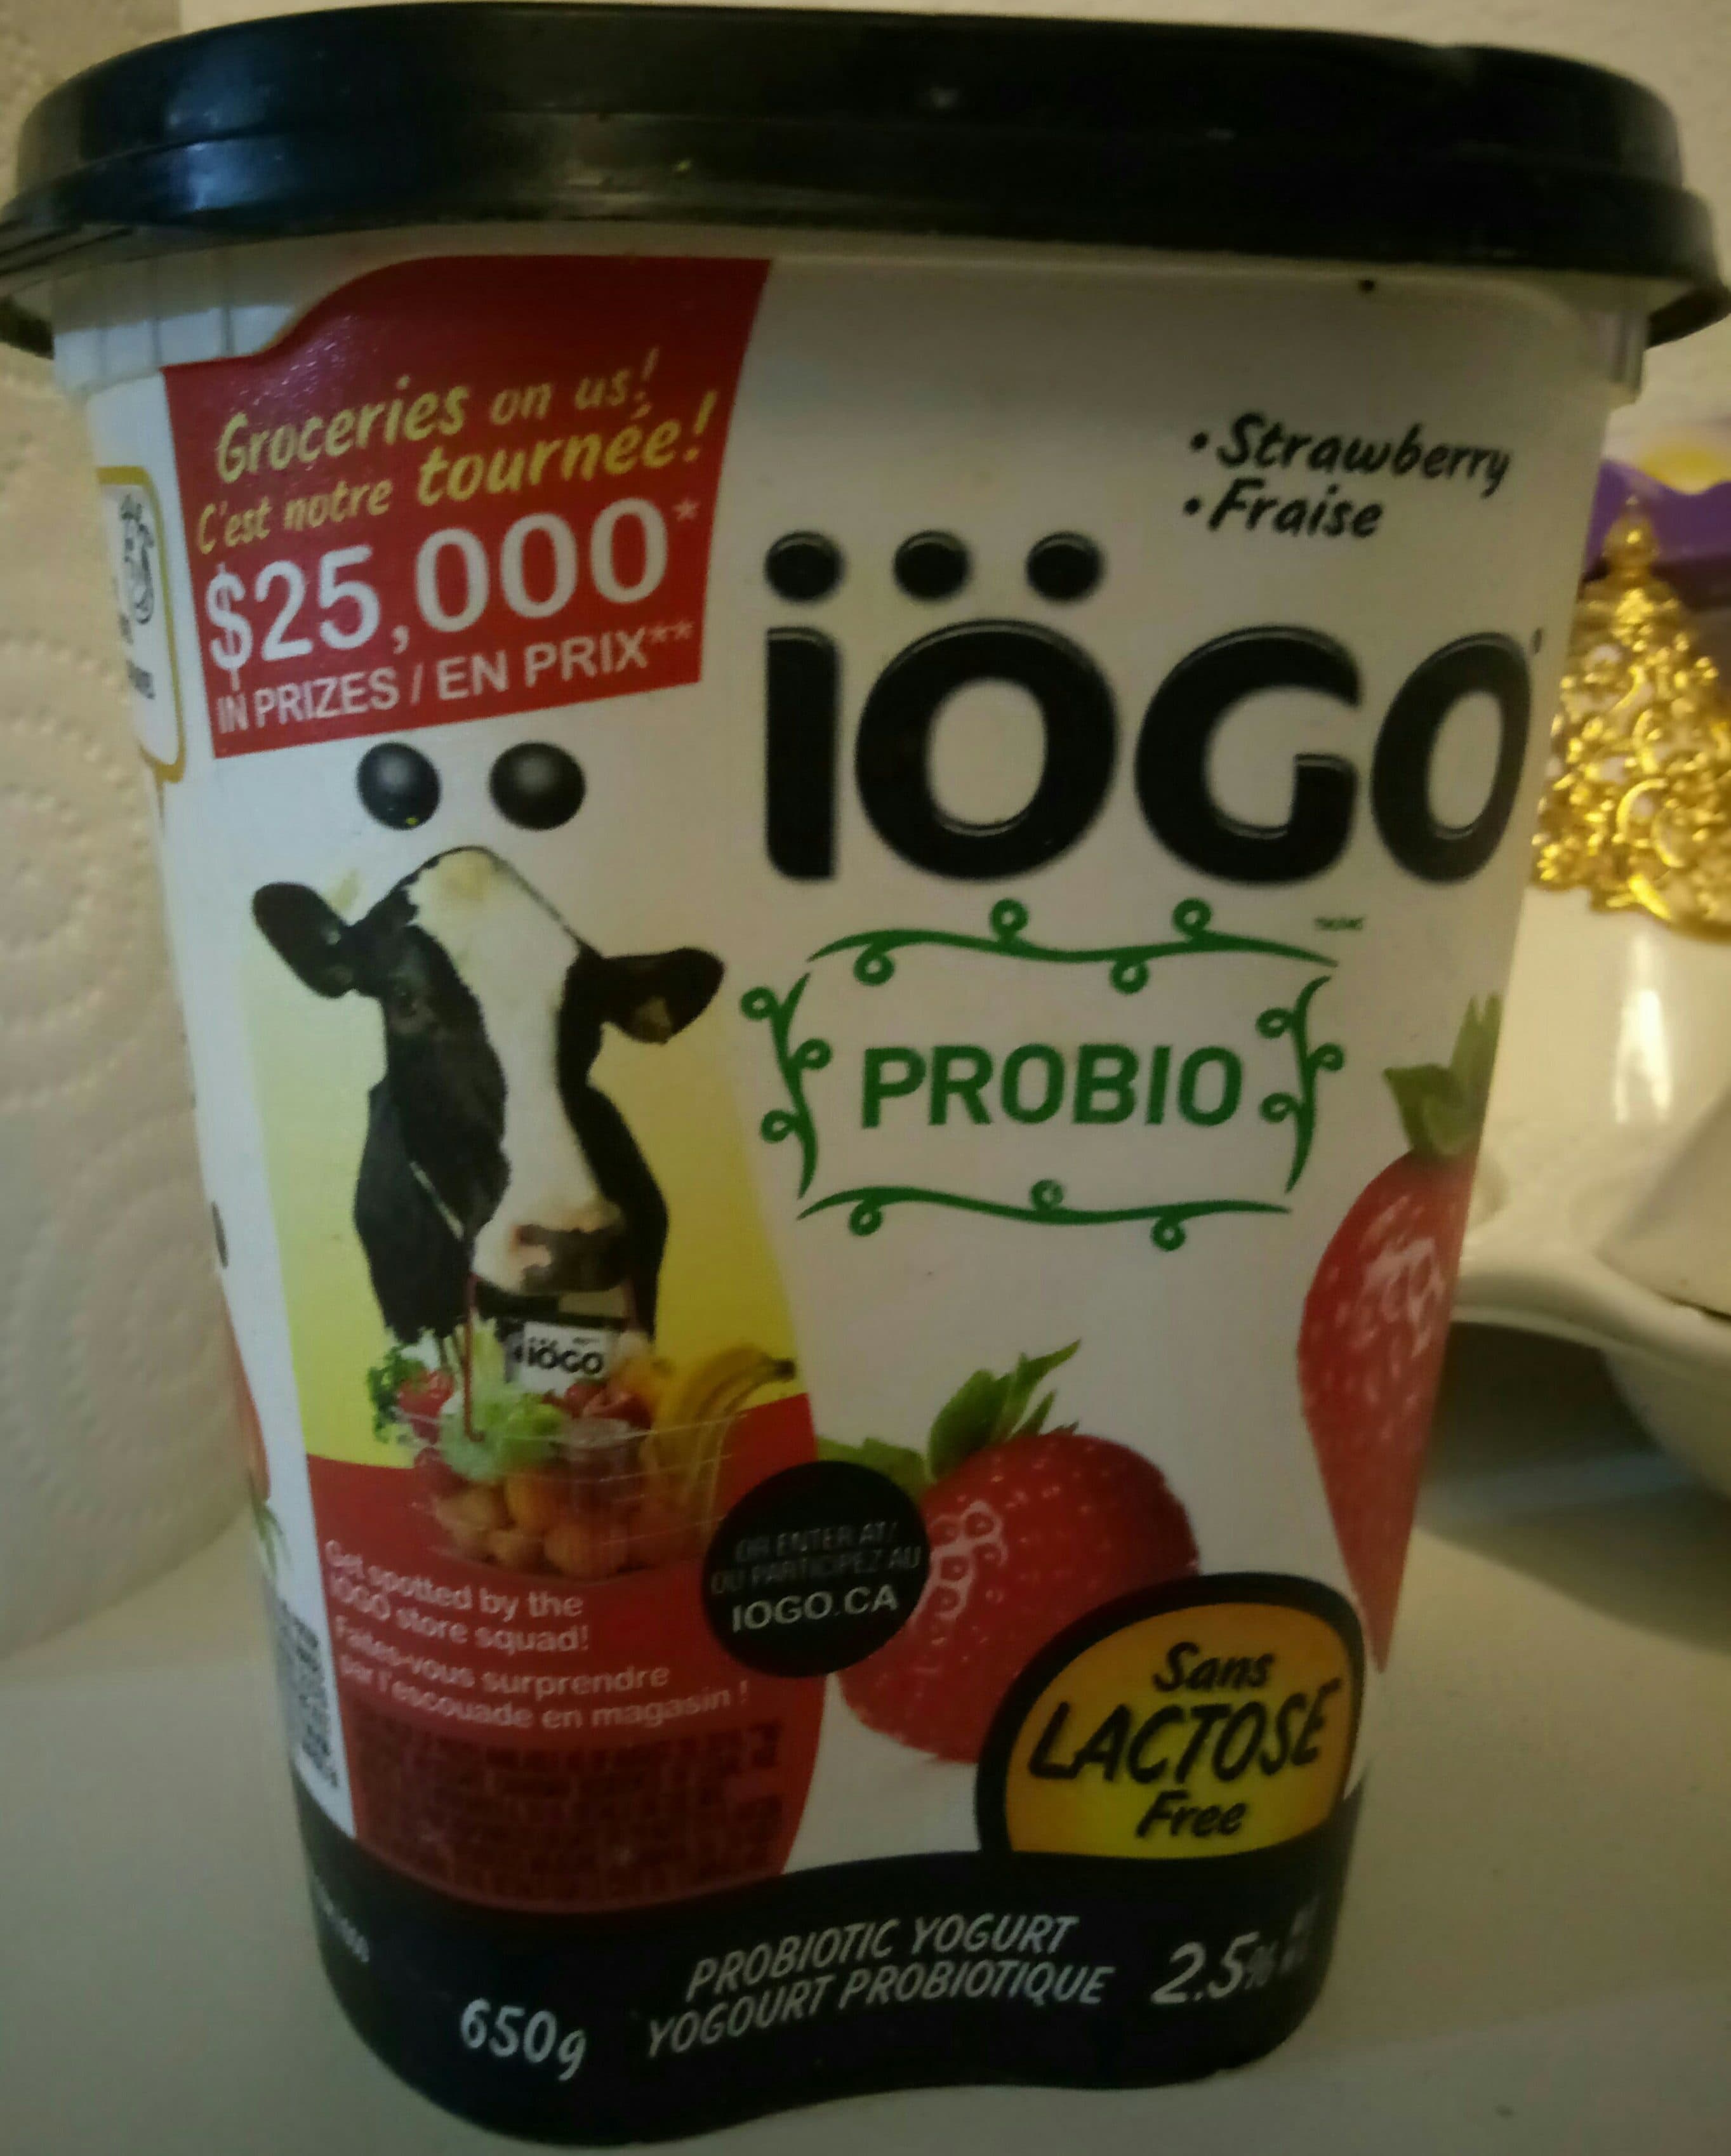 Groceries on us!
C'est notre tournée!
$25,000*
IN PRIZES / EN PRIX**
• Strawberry
• Fraise
iögo
PROBIO
iögo
Get spotted by the
IÖGO store squad!
Faites-vous surprendre
par l'escouade en magasin !
OR ENTER AT/
OU PARTICIPEZ AU
IOGO.CA
Sans
LACTOSE
Free
PROBIOTIC YOGURT
YOGOURT PROBIOTIQUE
2.5%
650g